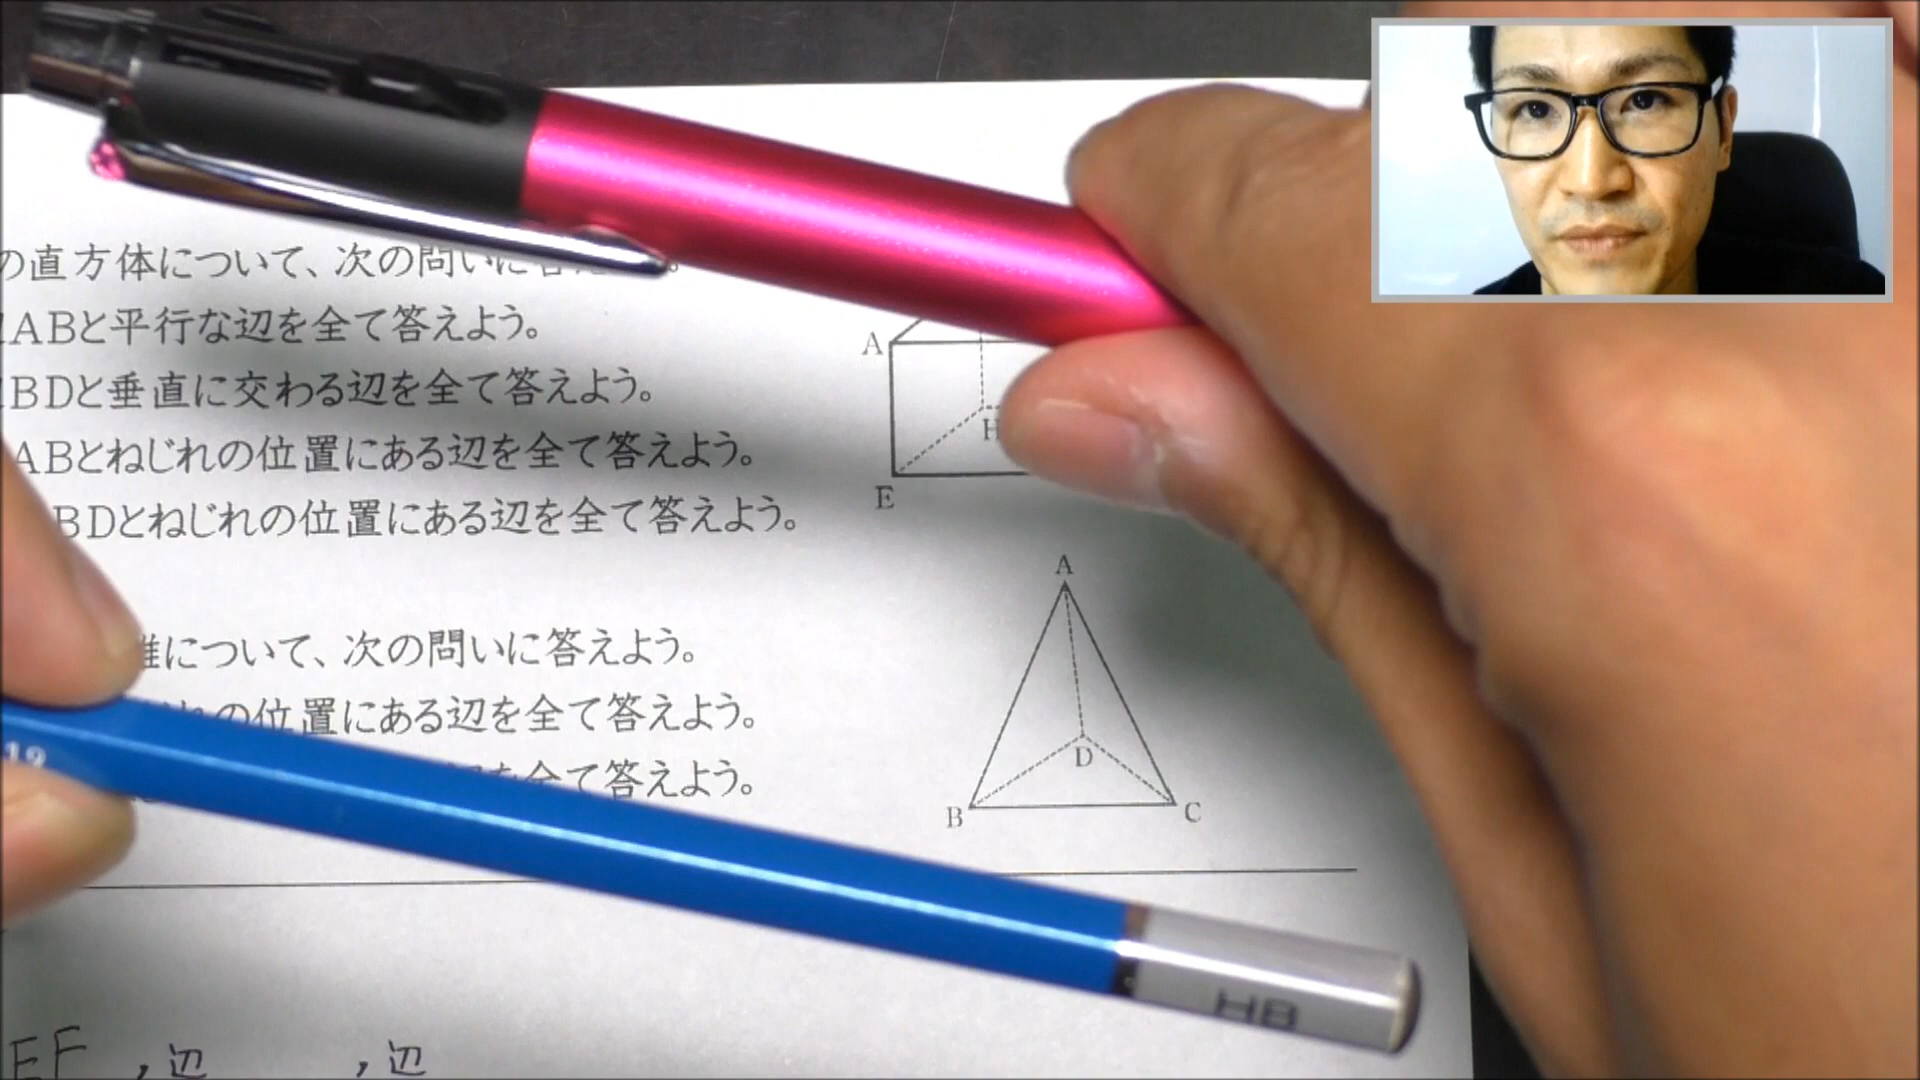 の直方体について、次の問いに答え
ABと平行な辺を全て答えよう。
BDと垂直に交わる辺を全て答えよう。
ABとねじれの位置にある辺を全て答えよう。
BDとねじれの位置にある辺を全て答えよう。
A
H
E
錐について、次の問いに答えよう。
れの位置にある辺を全て答えよう。
を全て答えよう。
A
D
B
C
HB
EF ,辺 ,辺